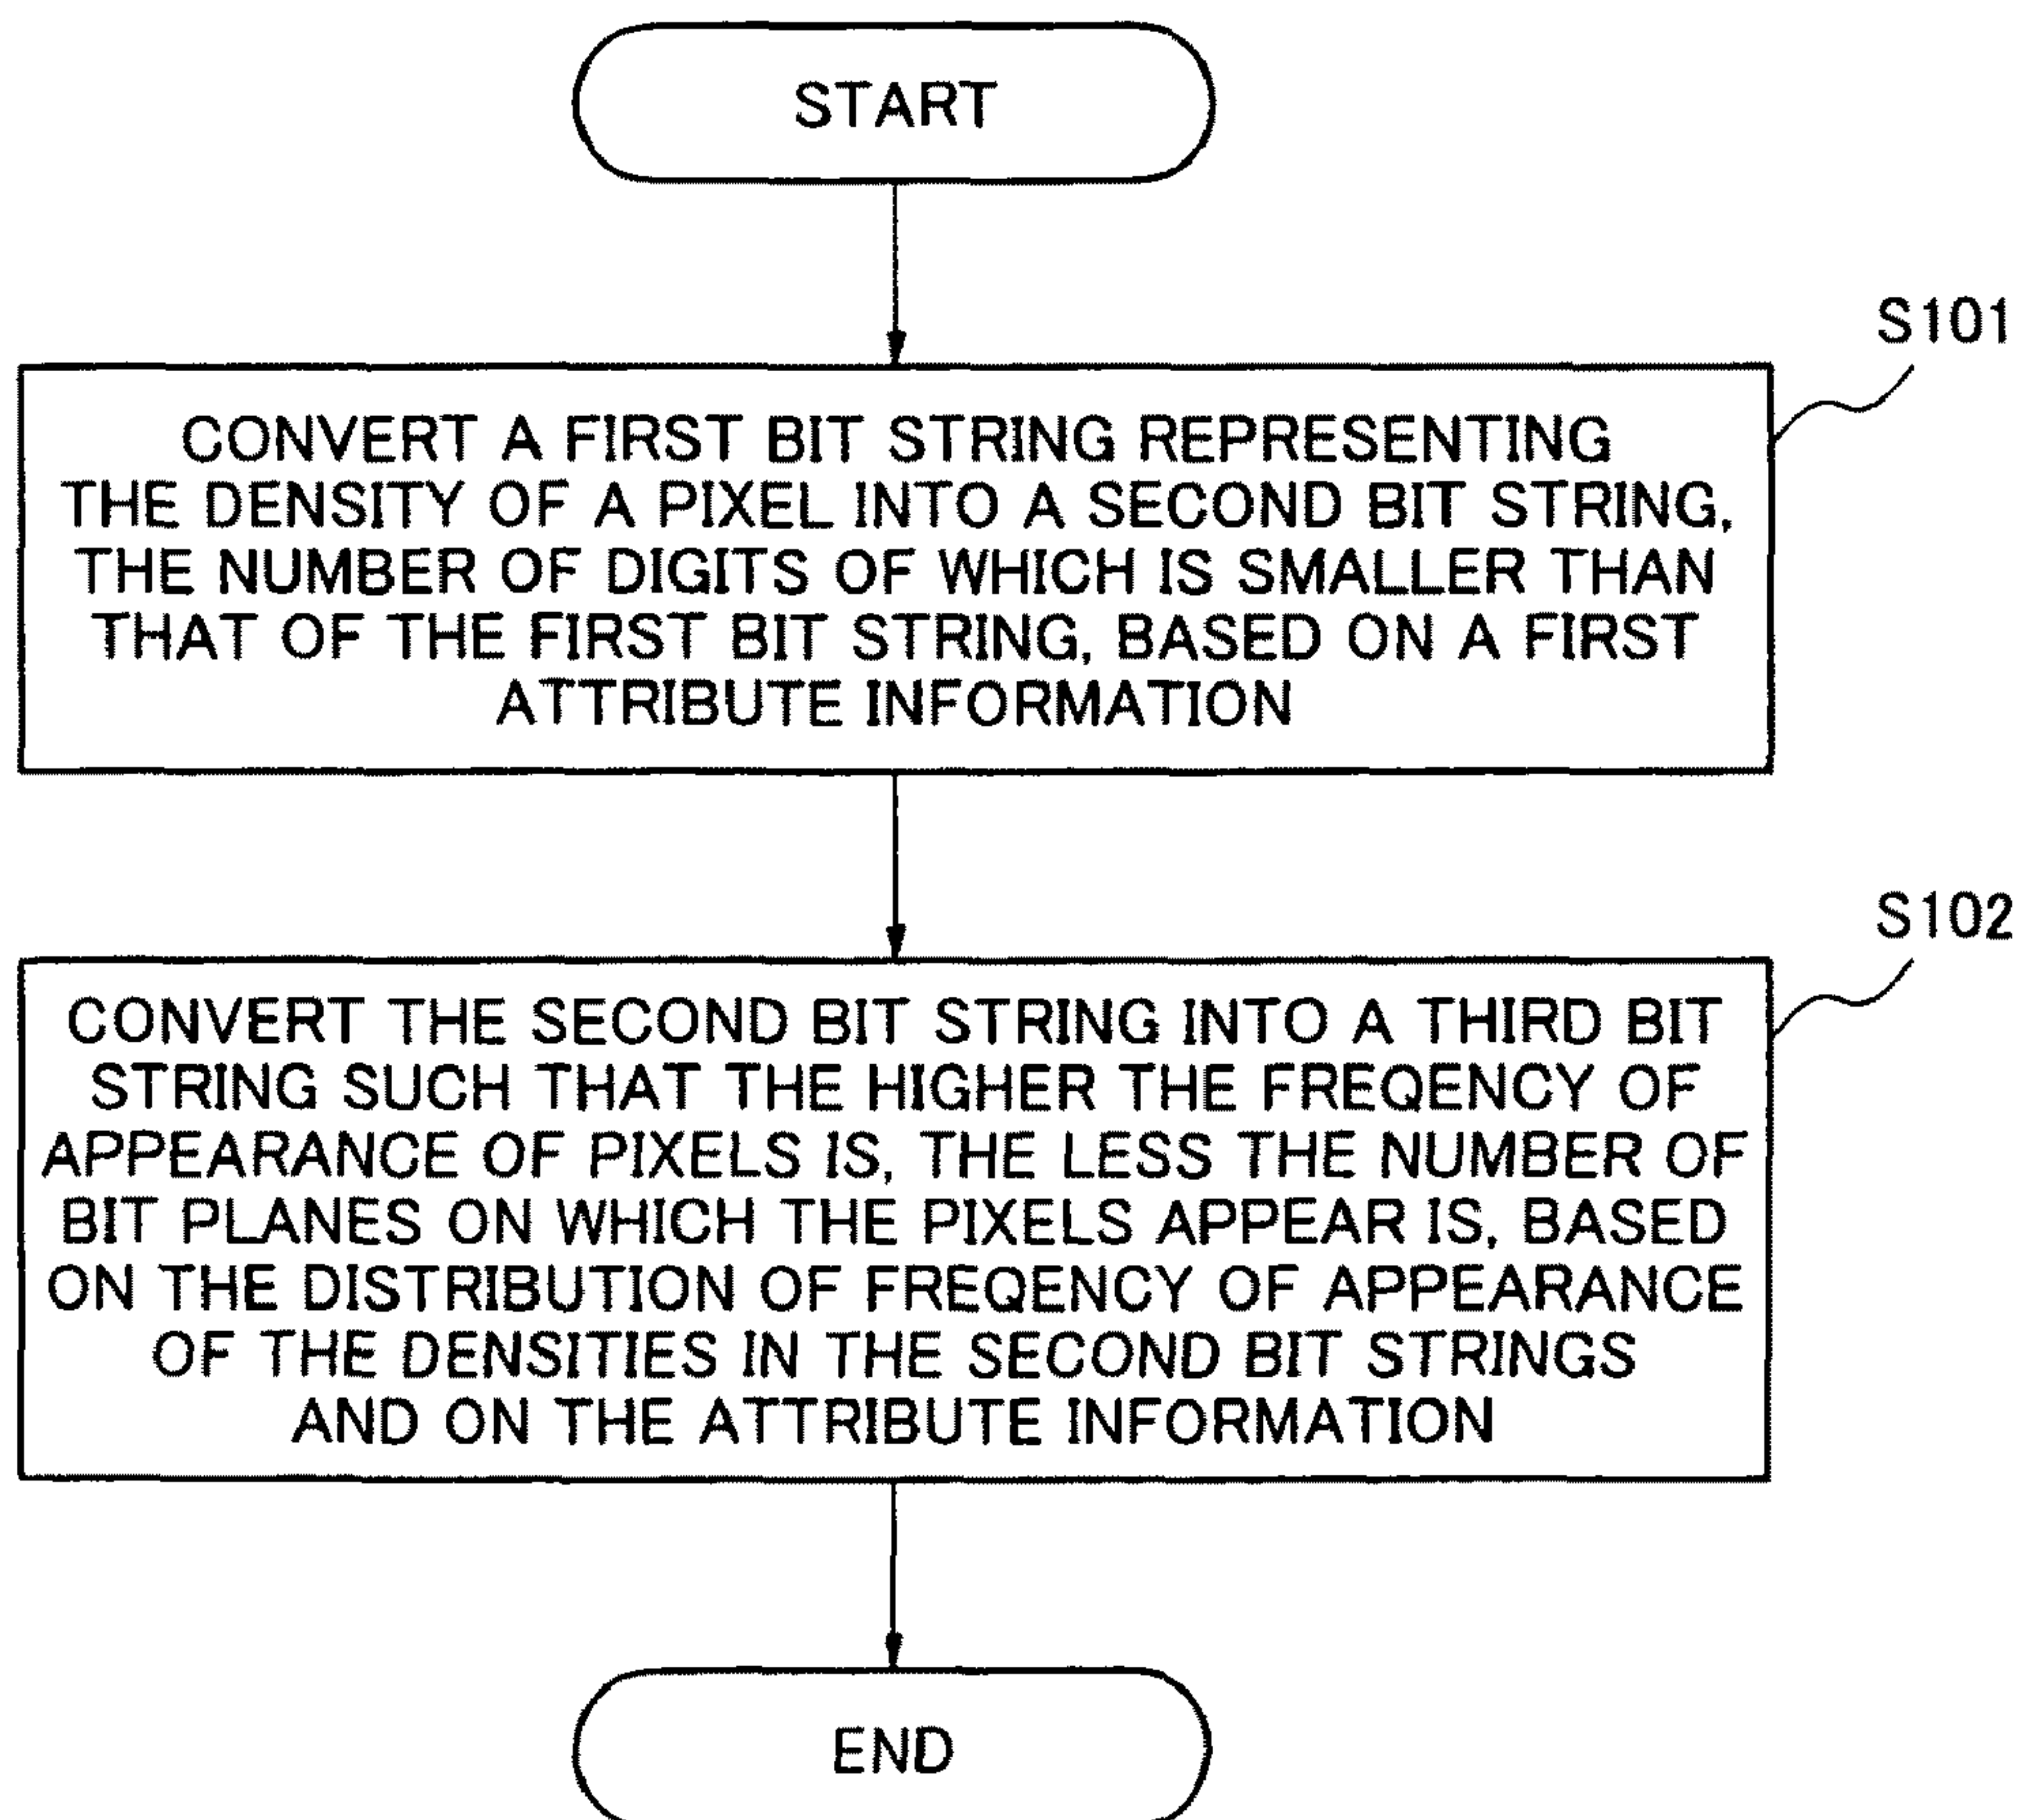 START
S101
CONVERT A FIRST BIT STRING REPRESENTING
THE DENSITY OF A PIXEL INTO A SECOND BIT STRING,
THE NUMBER OF DIGITS OF WHICH IS SMALLER THAN
THAT OF THE FIRST BIT STRING, BASED ON A FIRST
ATTRIBUTE INFORMATION
S102
CONVERT THE SECOND BIT STRING INTO A THIRD BIT
STRING SUCH THAT THE HIGHER THE FREQENCY OF
APPEARANCE OF PIXELS IS, THE LESS THE NUMBER OF
BIT PLANES ON WHICH THE PIXELS APPEAR IS, BASED
ON THE DISTRIBUTION OF FREQENCY OF APPEARANCE
OF THE DENSITIES IN THE SECOND BIT STRINGS
AND ON THE ATTRIBUTE INFORMATION
END